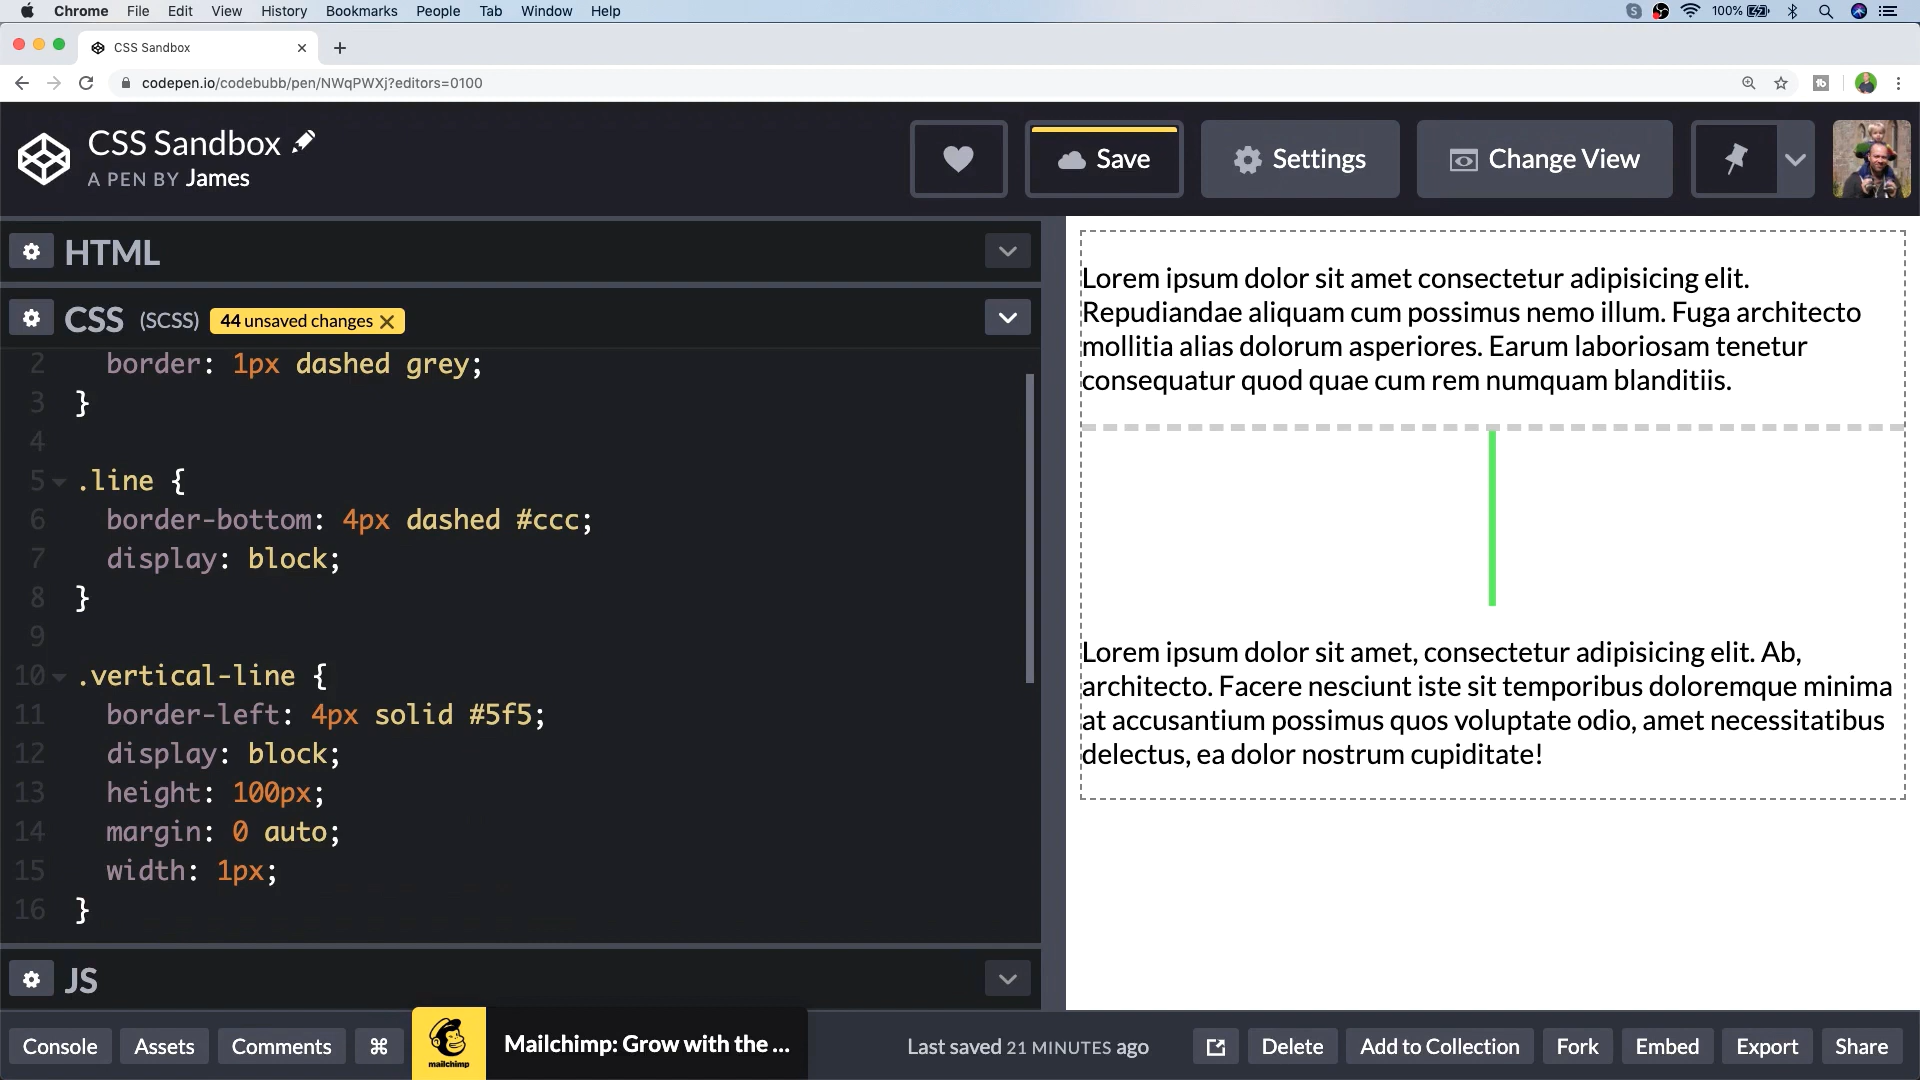 Chrome File Edit View History Bookmarks People Tab Window Help
100%
CSS Sandbox
codepen.io/codebubb/pen/NWqPWXj?editors=0100
CSS Sandbox
A PEN BY James
Save
Settings
Change View
HTML
CSS (SCSS) 44 unsaved changes
2 border: 1px dashed grey;
3 }
4
5 .line {
6 border-bottom: 4px dashed #ccc;
7 display: block;
8 }
9
10 .vertical-line {
11 border-left: 4px solid #5f5;
12 display: block;
13 height: 100px;
14 margin: 0 auto;
15 width: 1px;
16 }
JS
Lorem ipsum dolor sit amet consectetur adipisicing elit.
Repudiandae aliquam cum possimus nemo illum. Fuga architecto
mollitia alias dolorum asperiores. Earum laboriosam tenetur
consequatur quod quae cum rem numquam blanditiis.
Lorem ipsum dolor sit amet, consectetur adipisicing elit. Ab,
architecto. Facere nesciunt iste sit temporibus doloremque minima
at accusantium possimus quos voluptate odio, amet necessitatibus
delectus, ea dolor nostrum cupiditate!
Console Assets Comments ⌘
mailchimp
Mailchimp: Grow with the ...
Last saved 21 MINUTES ago
Delete Add to Collection Fork Embed Export Share